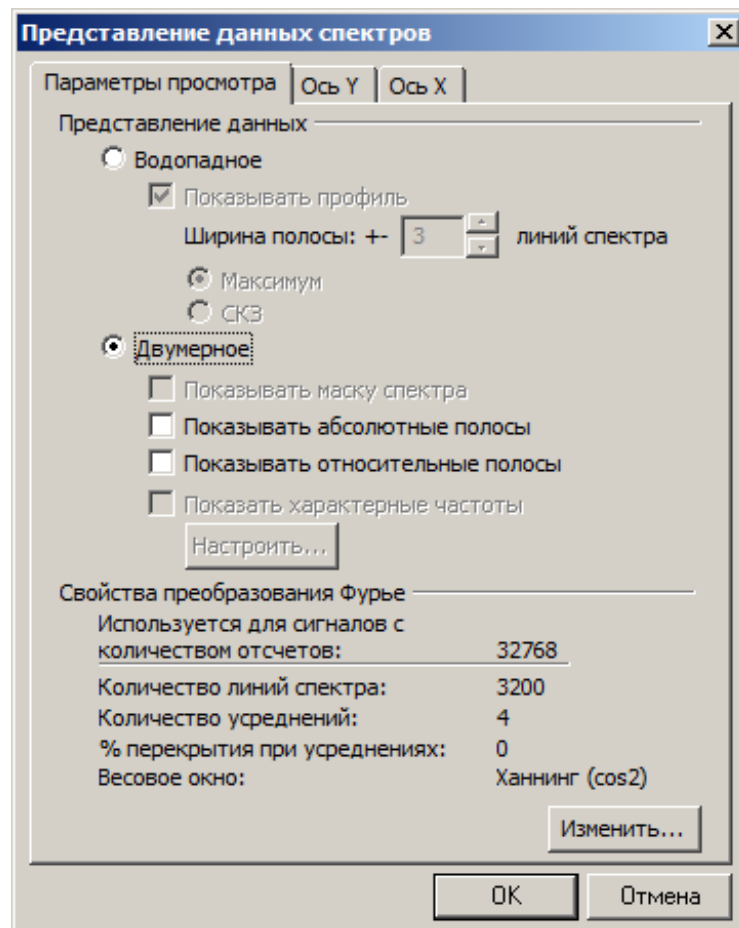 Представление данных спектров
Параметры просмотра Ось Y Ось X
Представление данных
Водопадное
Показывать профиль
Ширина полосы: +- 3 линий спектра
Максимум
СКЗ
Двумерное
Показывать маску спектра
Показывать абсолютные полосы
Показывать относительные полосы
Показать характерные частоты
Настроить...
Свойства преобразования Фурье
Используется для сигналов с
количеством отсчетов: 32768
Количество линий спектра: 3200
Количество усреднений: 4
% перекрытия при усреднениях: 0
Весовое окно: Ханнинг (cos2)
Изменить...
OK Отмена